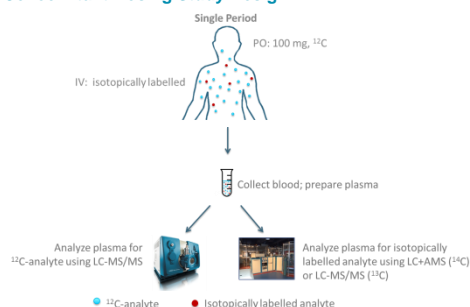 Single Period
PO: 100 mg, ¹²C
IV: isotopically labelled
Collect blood; prepare plasma
Analyze plasma for
¹²C-analyte using LC-MS/MS
Analyze plasma for isotopically
labelled analyte using LC+AMS (¹⁴C)
or LC-MS/MS (¹³C)
¹²C-analyte
Isotopically labelled analyte